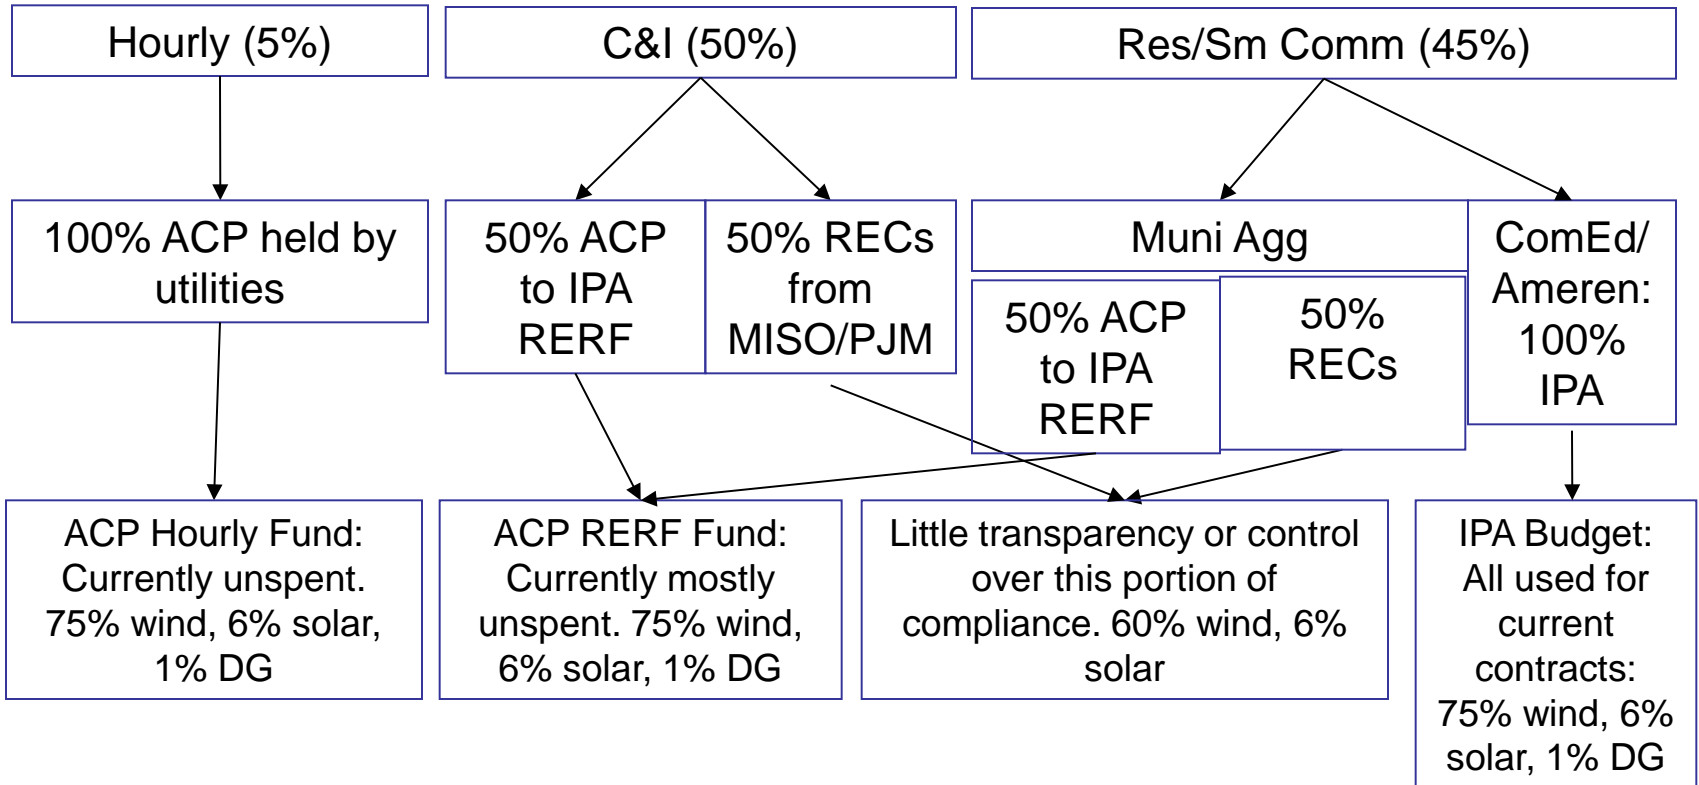 Hourly (5%)
C&I (50%)
Res/Sm Comm (45%)
100% ACP held by
utilities
50% ACP
to IPA
RERF
50% RECs
from
MISO/PJM
Muni Agg
50% ACP
to IPA
RERF
50%
RECs
ComEd/
Ameren:
100%
IPA
ACP Hourly Fund:
Currently unspent.
75% wind, 6% solar,
1% DG
ACP RERF Fund:
Currently mostly
unspent. 75% wind,
6% solar, 1% DG
Little transparency or control
over this portion of
compliance. 60% wind, 6%
solar
IPA Budget:
All used for
current
contracts:
75% wind, 6%
solar, 1% DG